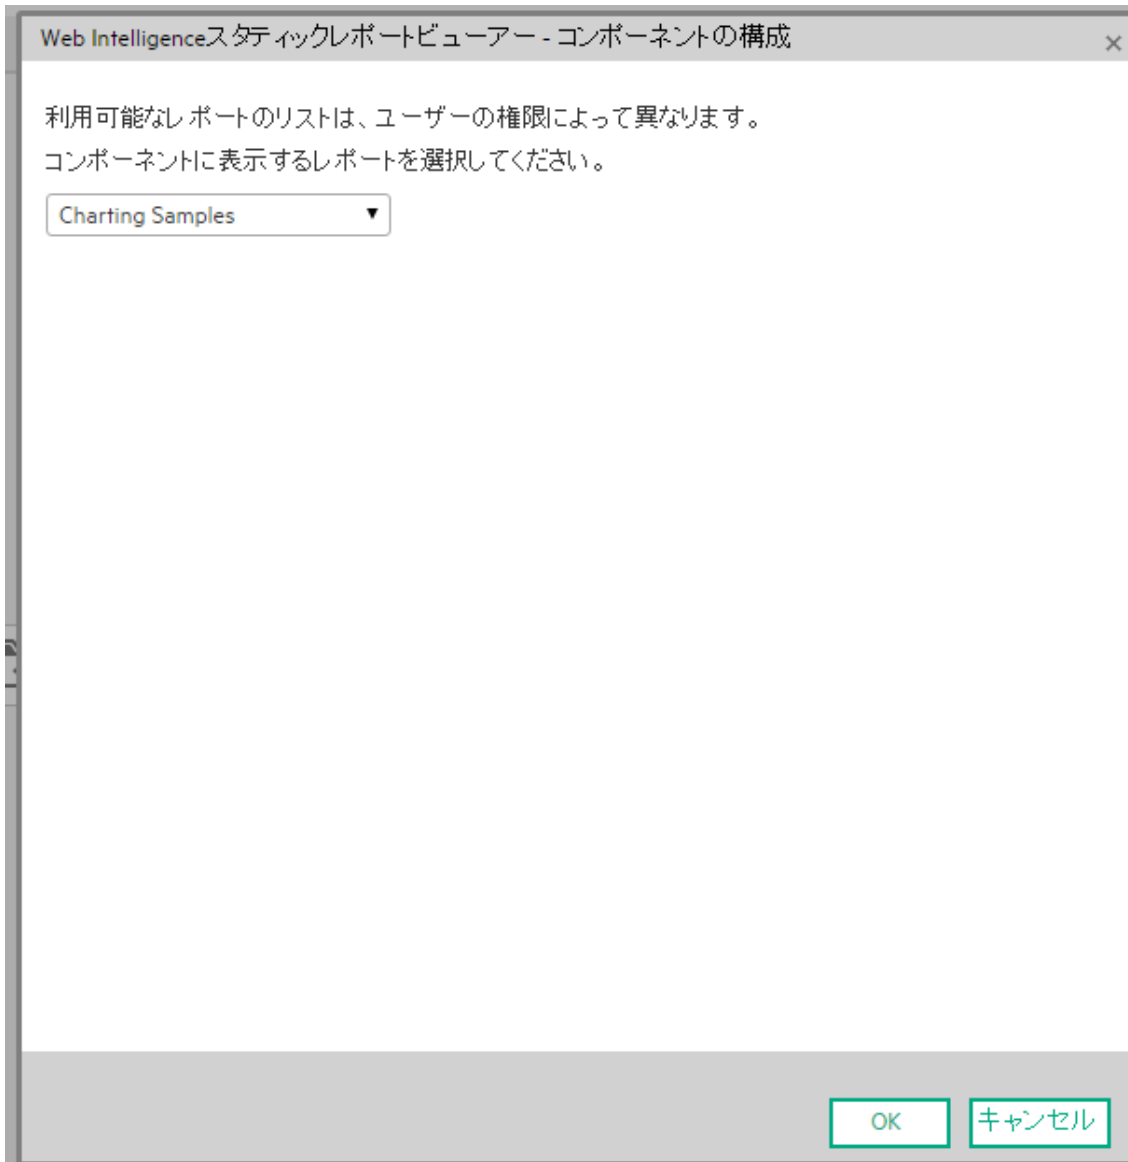 Web Intelligenceスタティックレポートビューアー - コンポーネントの構成
利用可能なレポートのリストは、ユーザーの権限によって異なります。
コンポーネントに表示するレポートを選択してください。
Charting Samples
OK
キャンセル